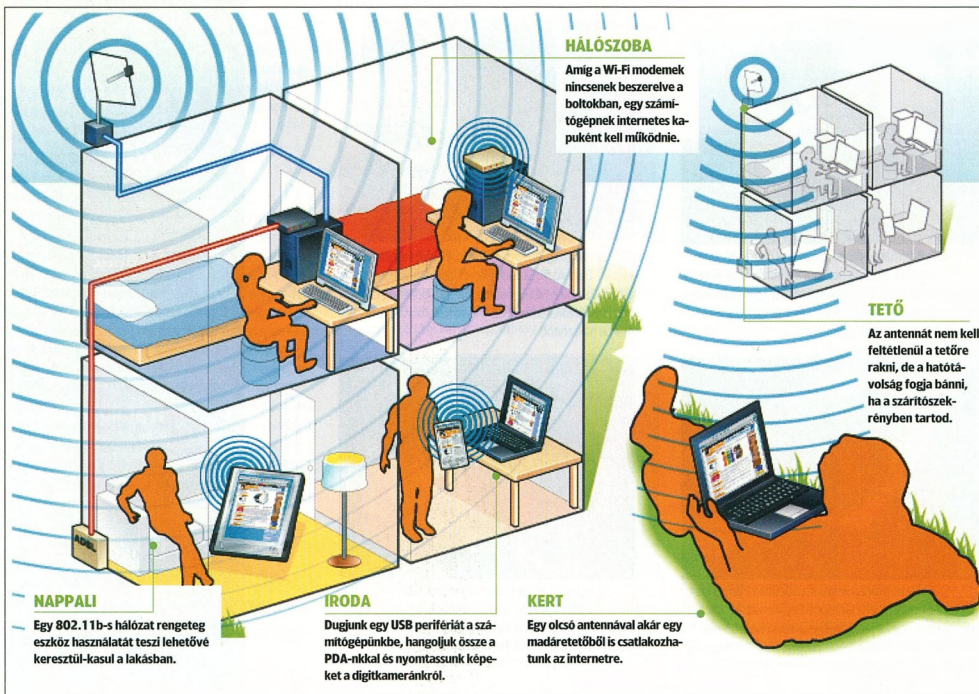 HÁLÓSZOBA
Amíg a Wi-Fi modemek
nincsenek beszerelve a
boltokban, egy számí-
tógépnek internetes ka-
puként kell működnie.
TETŐ
Az antennát nem kell
feltétlenül a tetőre
rakni, de a hatótá-
volság fogja bánni,
ha a szárítószek-
rényben tartod.
ADEL
NAPPALI
Egy 802.11b-s hálózat rengeteg
eszköz használatát teszi lehetővé
keresztül-kasul a lakásban.
IRODA
Dugjunk egy USB perifériát a szá-
mítógépünkbe, hangoljuk össze a
PDA-nkkal és nyomtassunk képe-
ket a digitkameránkról.
KERT
Egy olcsó antennával akár egy
madáretetőből is csatlakozha-
tunk az internetre.